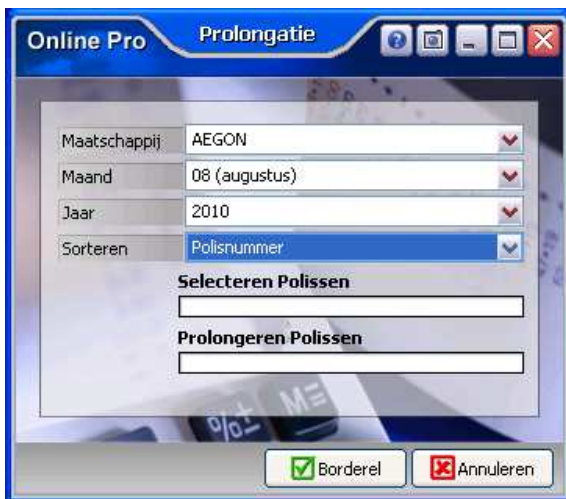 Online Pro
Prolongatie
Maatschappij AEGON
Maand 08 (augustus)
Jaar 2010
Sorteren Polisnummer
Selecteren Polissen
Prolongeren Polissen
%± M=
Borderel Annuleren